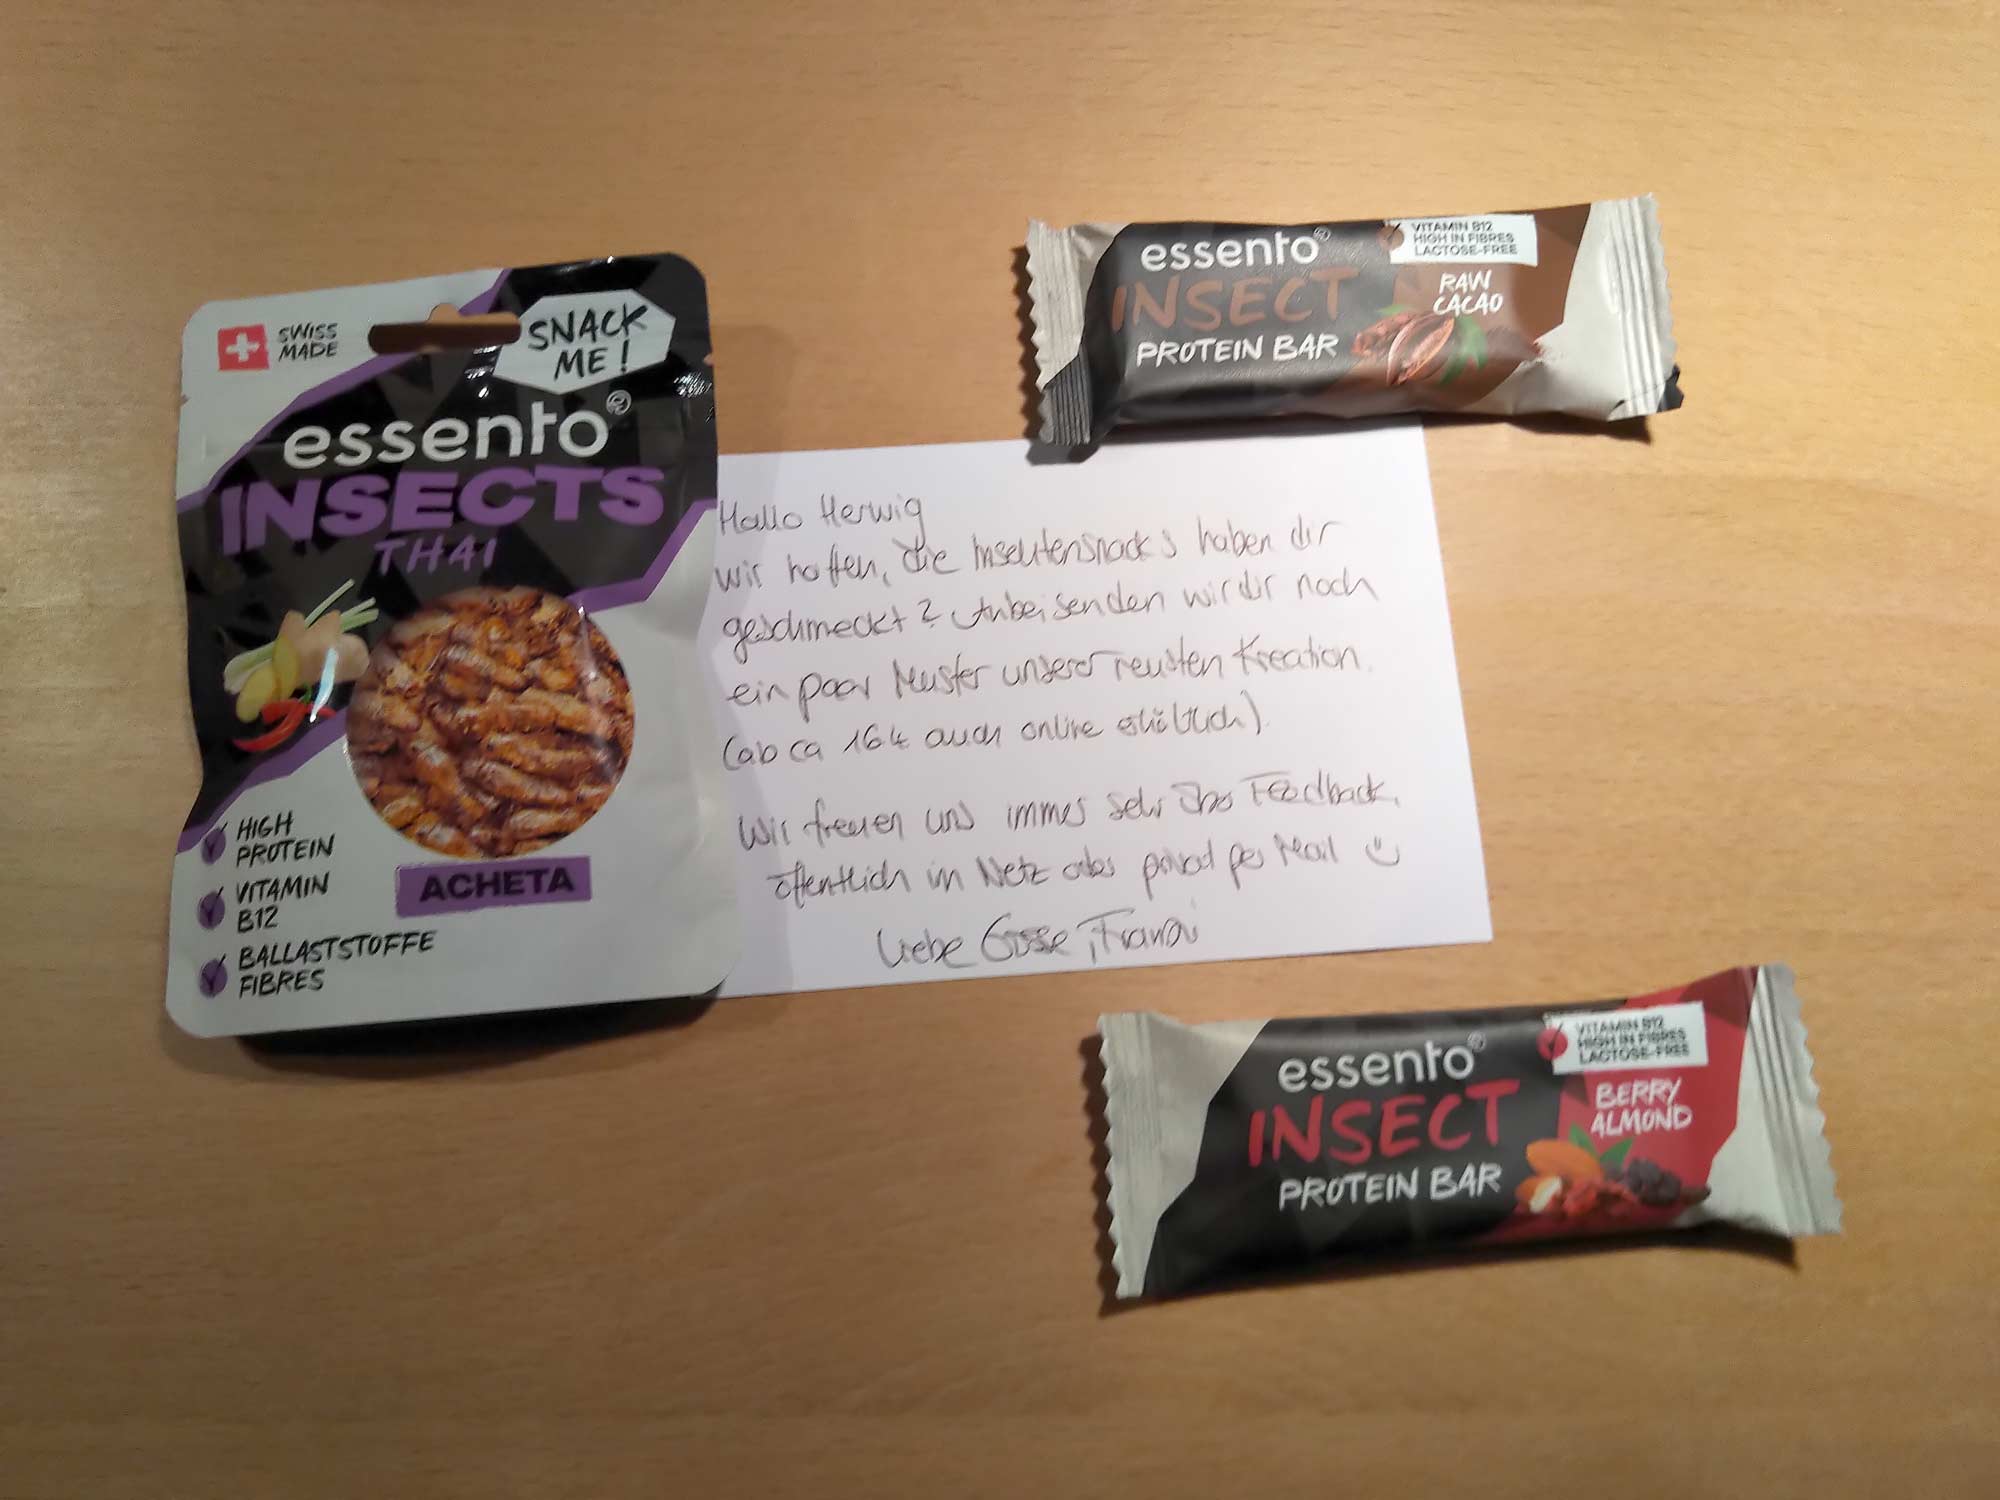 SWISS
MADE
SNACK
ME!
essento®
INSECTS
THAI
HIGH
PROTEIN
VITAMIN
B12
BALLASTSTOFFE
FIBRES
ACHETA
essento®
INSECT
PROTEIN BAR
VITAMIN B12
HIGH IN FIBRES
LACTOSE-FREE
RAW
CACAO
Hallo Herwig
wir hoffen, die Insektensnacks haben dir
geschmeckt? Anbei senden wir dir noch
ein paar Muster unserer neusten Kreation.
(ab ca 16.4 auch online erhältlich).
Wir freuen uns immer sehr über Feedback,
öffentlich im Netz oder privat per Mail
Liebe Grüsse,
essento®
INSECT
PROTEIN BAR
VITAMIN B12
HIGH IN FIBRES
LACTOSE-FREE
BERRY
ALMOND